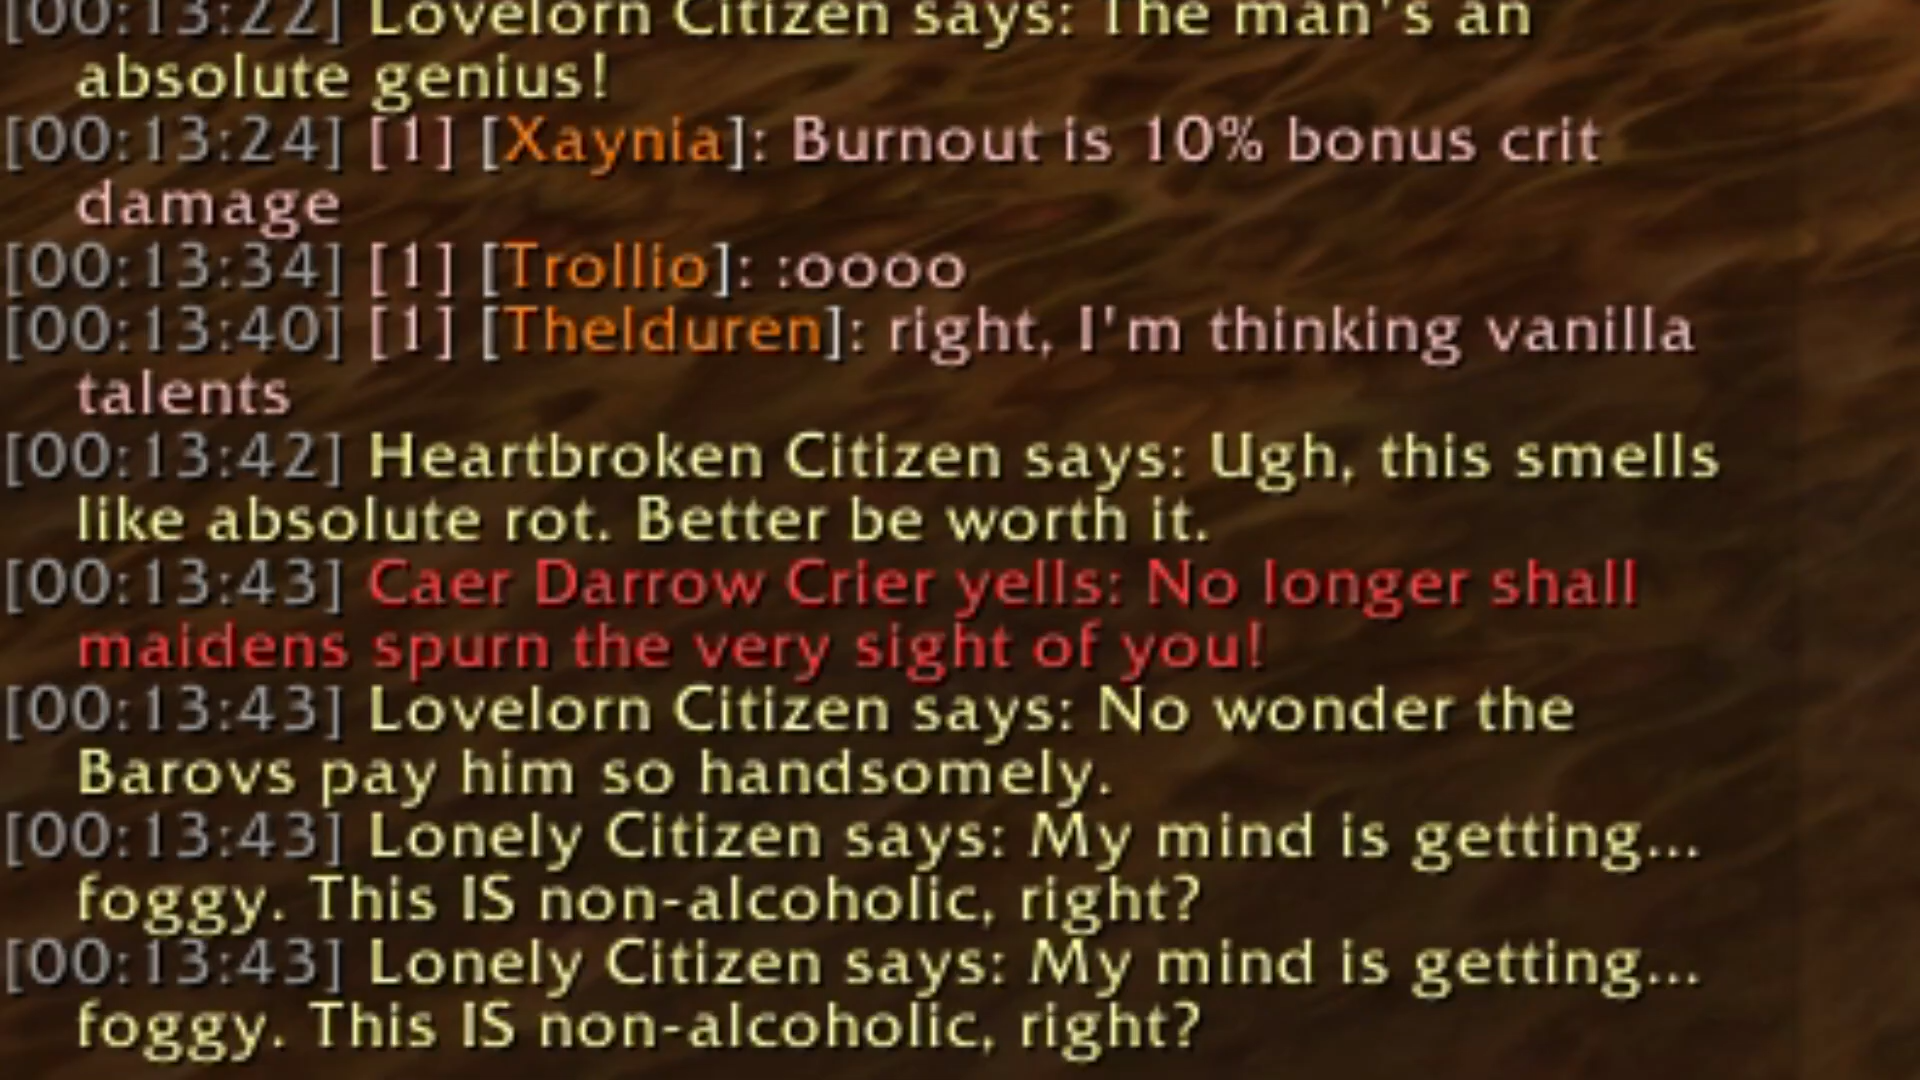 [00:13:22] Lovelorn Citizen says: The man's an
absolute genius!
[00:13:24] [1] [Xaynia]: Burnout is 10% bonus crit
damage
[00:13:34] [1] [Trollio]: :oooo
[00:13:40] [1] [Thelduren]: right, I'm thinking vanilla
talents
[00:13:42] Heartbroken Citizen says: Ugh, this smells
like absolute rot. Better be worth it.
[00:13:43] Caer Darrow Crier yells: No longer shall
maidens spurn the very sight of you!
[00:13:43] Lovelorn Citizen says: No wonder the
Barovs pay him so handsomely.
[00:13:43] Lonely Citizen says: My mind is getting...
foggy. This IS non-alcoholic, right?
[00:13:43] Lonely Citizen says: My mind is getting...
foggy. This IS non-alcoholic, right?